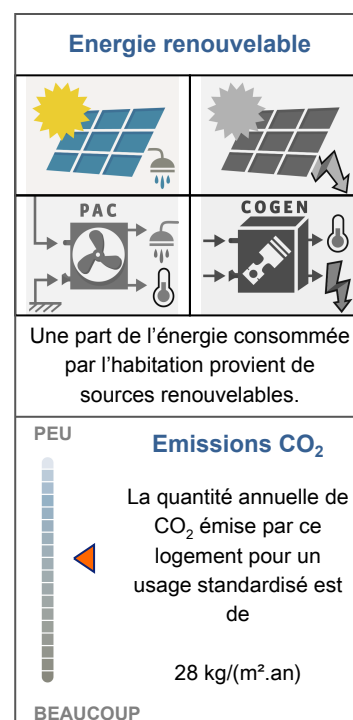 Energie renouvelable
PAC
COGEN
Une part de l'énergie consommée
par l'habitation provient de
sources renouvelables.
PEU
Emissions CO₂
La quantité annuelle de
CO₂ émise par ce
logement pour un
usage standardisé est
de
28 kg/(m².an)
BEAUCOUP